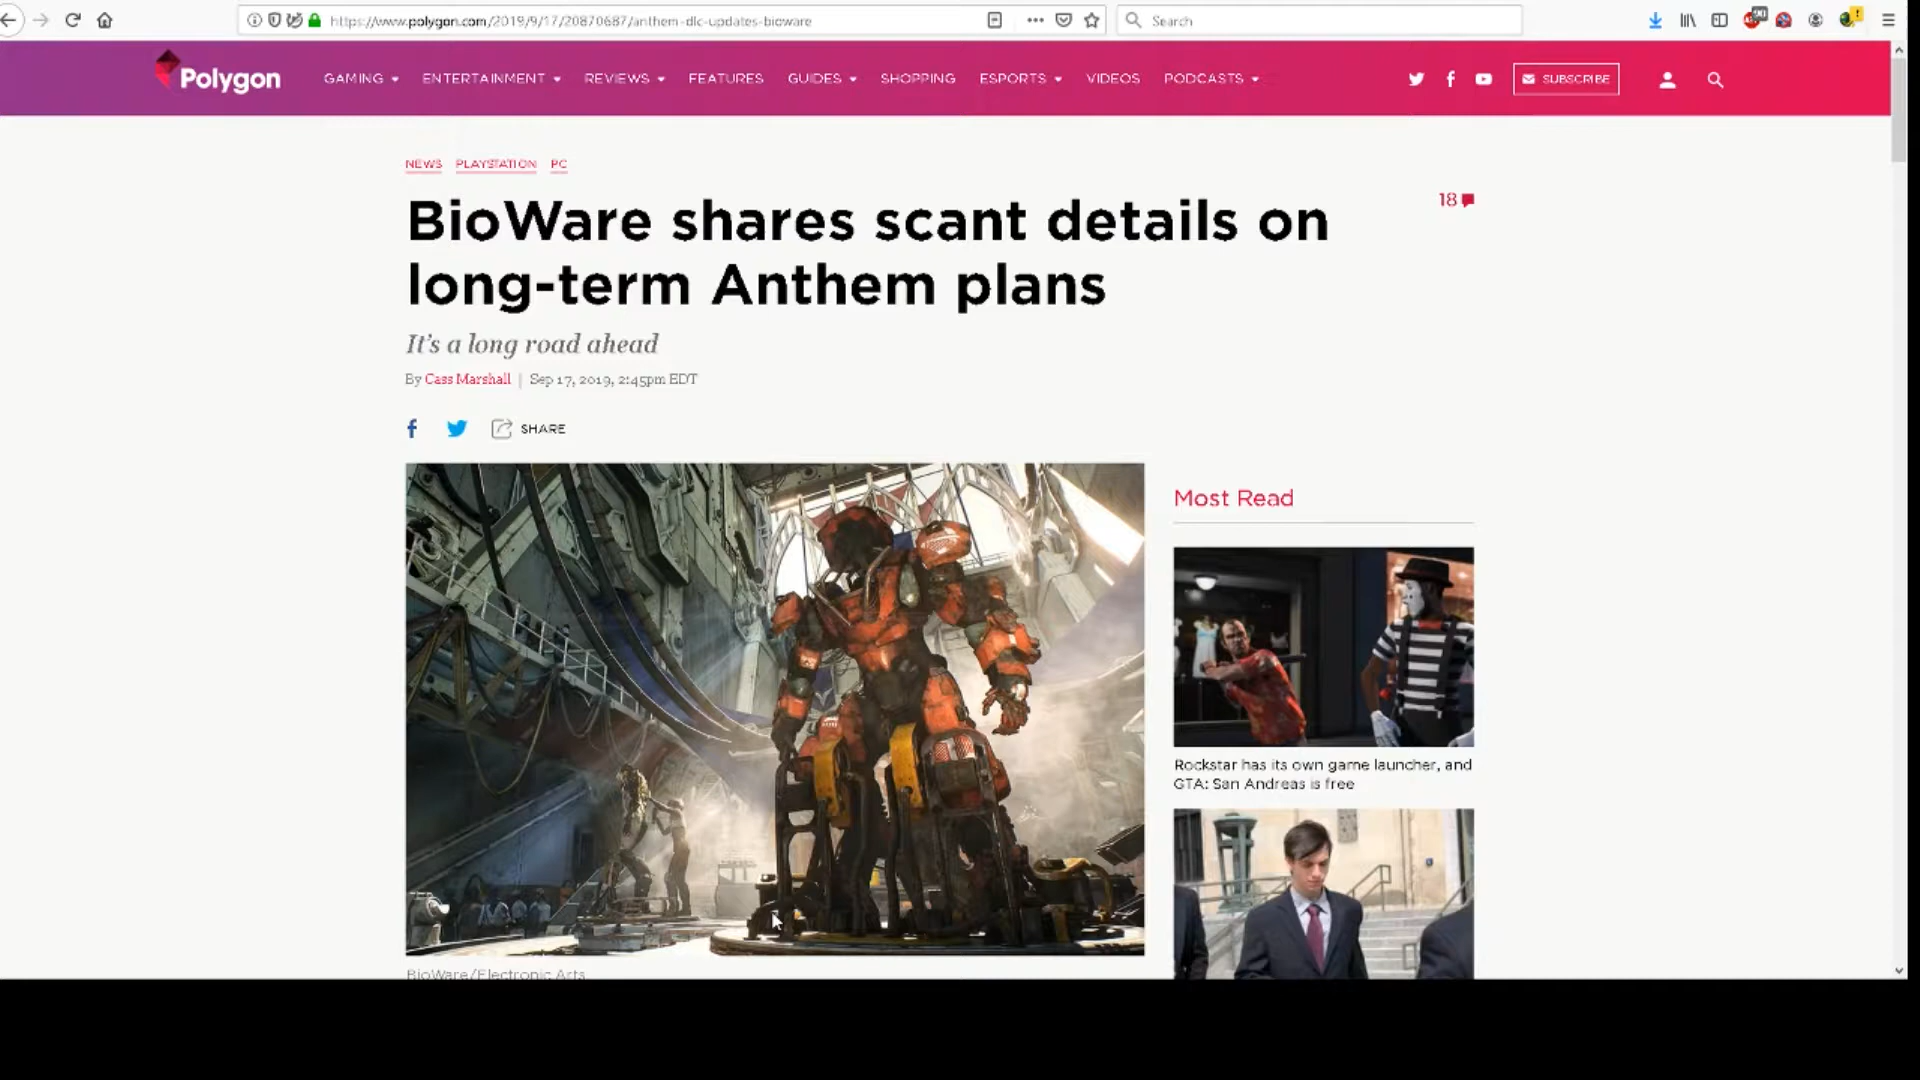 https://www.polygon.com/2019/9/17/20870687/anthem-dlc-updates-bioware
Search
Polygon
GAMING
ENTERTAINMENT
REVIEWS
FEATURES
GUIDES
SHOPPING
ESPORTS
VIDEOS
PODCASTS
SUBSCRIBE
NEWS PLAYSTATION PC
BioWare shares scant details on
long-term Anthem plans
18
It's a long road ahead
By Cass Marshall | Sep 17, 2019, 2:45pm EDT
SHARE
Most Read
Rockstar has its own game launcher, and
GTA: San Andreas is free
BioWare/Electronic Arts